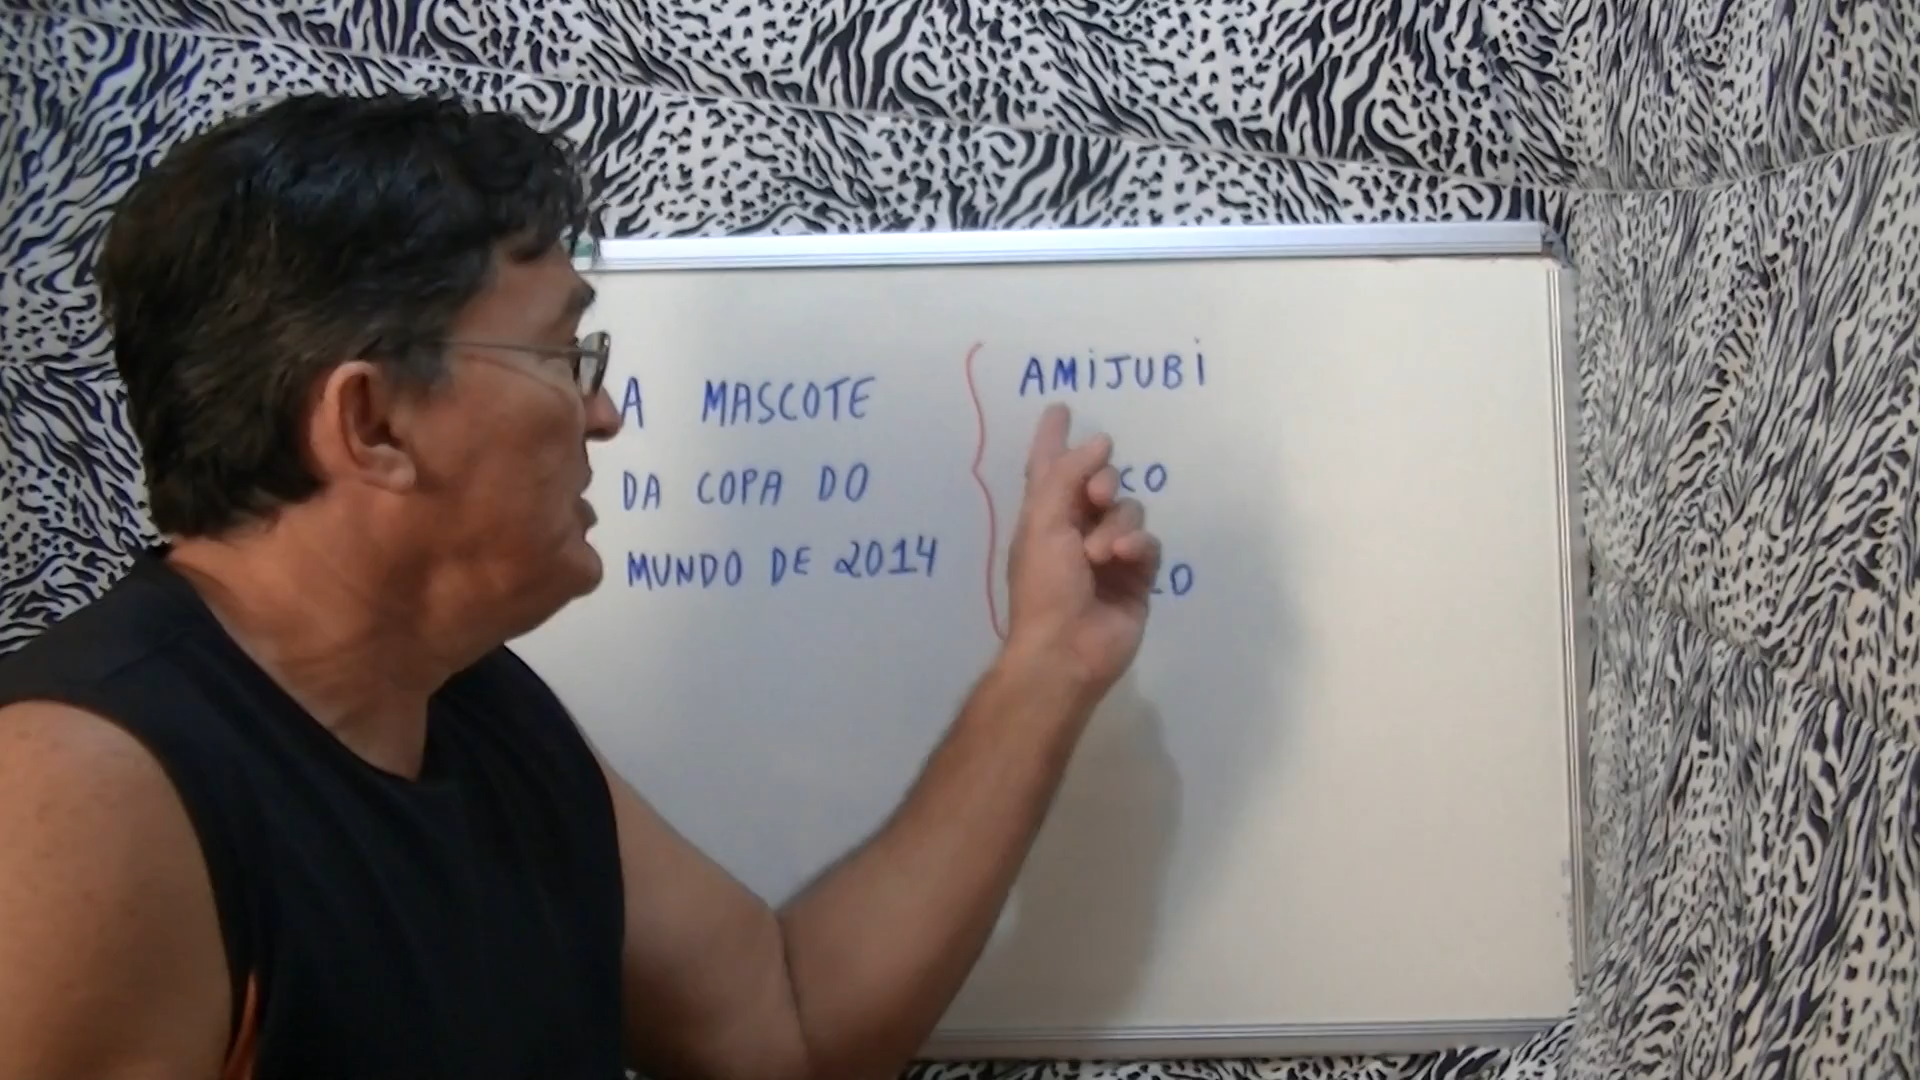 A MASCOTE
DA COPA DO
MUNDO DE 2014
AMIJUBI